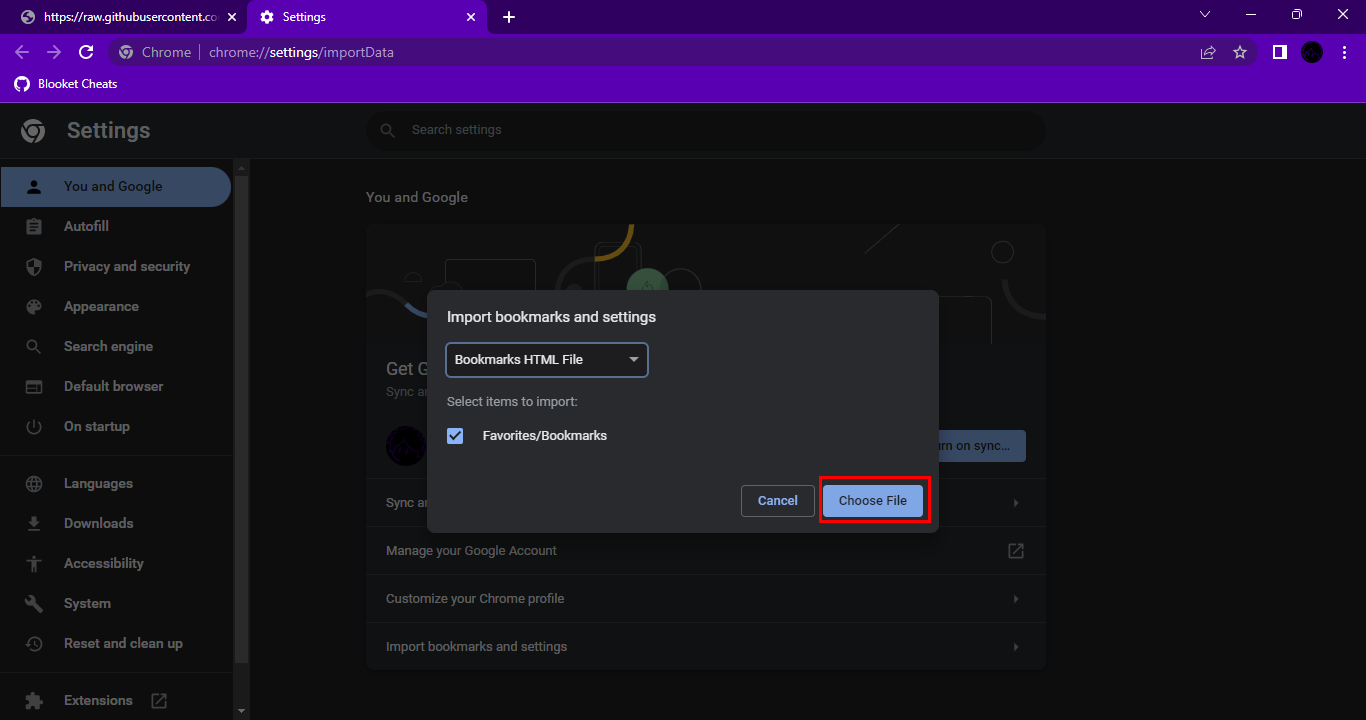 https://raw.githubusercontent.co
Settings
Chrome
chrome://settings/importData
Blooket Cheats
Settings
Search settings
You and Google
Autofill
Privacy and security
Appearance
Search engine
Default browser
On startup
Languages
Downloads
Accessibility
System
Reset and clean up
Extensions
You and Google
Get G
Sync a
rn on sync...
Sync a
Manage your Google Account
Customize your Chrome profile
Import bookmarks and settings
Import bookmarks and settings
Bookmarks HTML File
Select items to import:
Favorites/Bookmarks
Cancel
Choose File